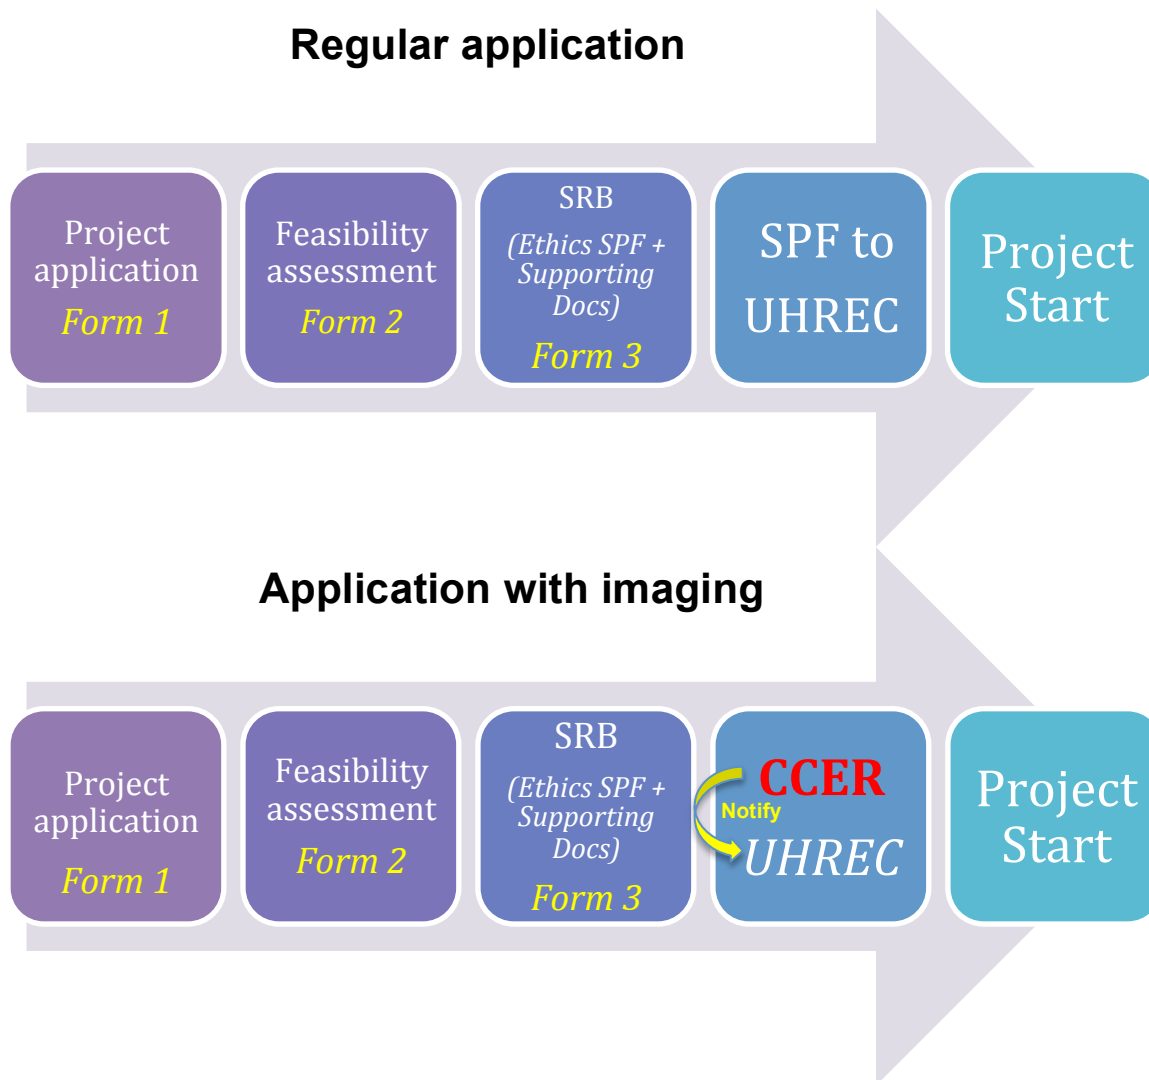 Regular application
Project
application
Form 1
Feasibility
assessment
Form 2
SRB
(Ethics SPF +
Supporting
Docs)
Form 3
SPF to
UHREC
Project
Start
Application with imaging
Project
application
Form 1
Feasibility
assessment
Form 2
SRB
(Ethics SPF +
Supporting
Docs)
Form 3
CCER
Notify
UHREC
Project
Start